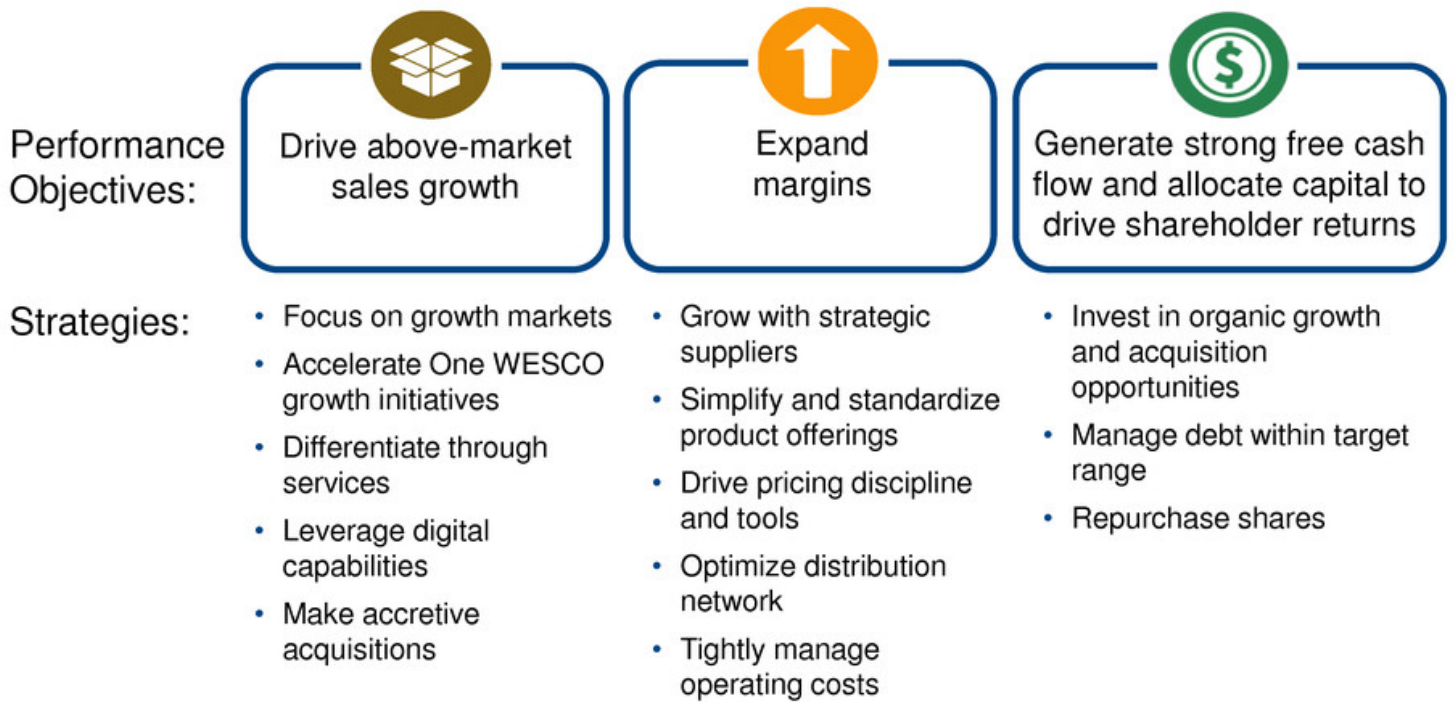 Performance
Objectives:
Drive above-market
sales growth
Expand
margins
$
Generate strong free cash
flow and allocate capital to
drive shareholder returns
Strategies:
• Focus on growth markets
• Accelerate One WESCO
growth initiatives
• Differentiate through
services
• Leverage digital
capabilities
• Make accretive
acquisitions
• Grow with strategic
suppliers
• Simplify and standardize
product offerings
• Drive pricing discipline
and tools
• Optimize distribution
network
• Tightly manage
operating costs
• Invest in organic growth
and acquisition
opportunities
• Manage debt within target
range
• Repurchase shares